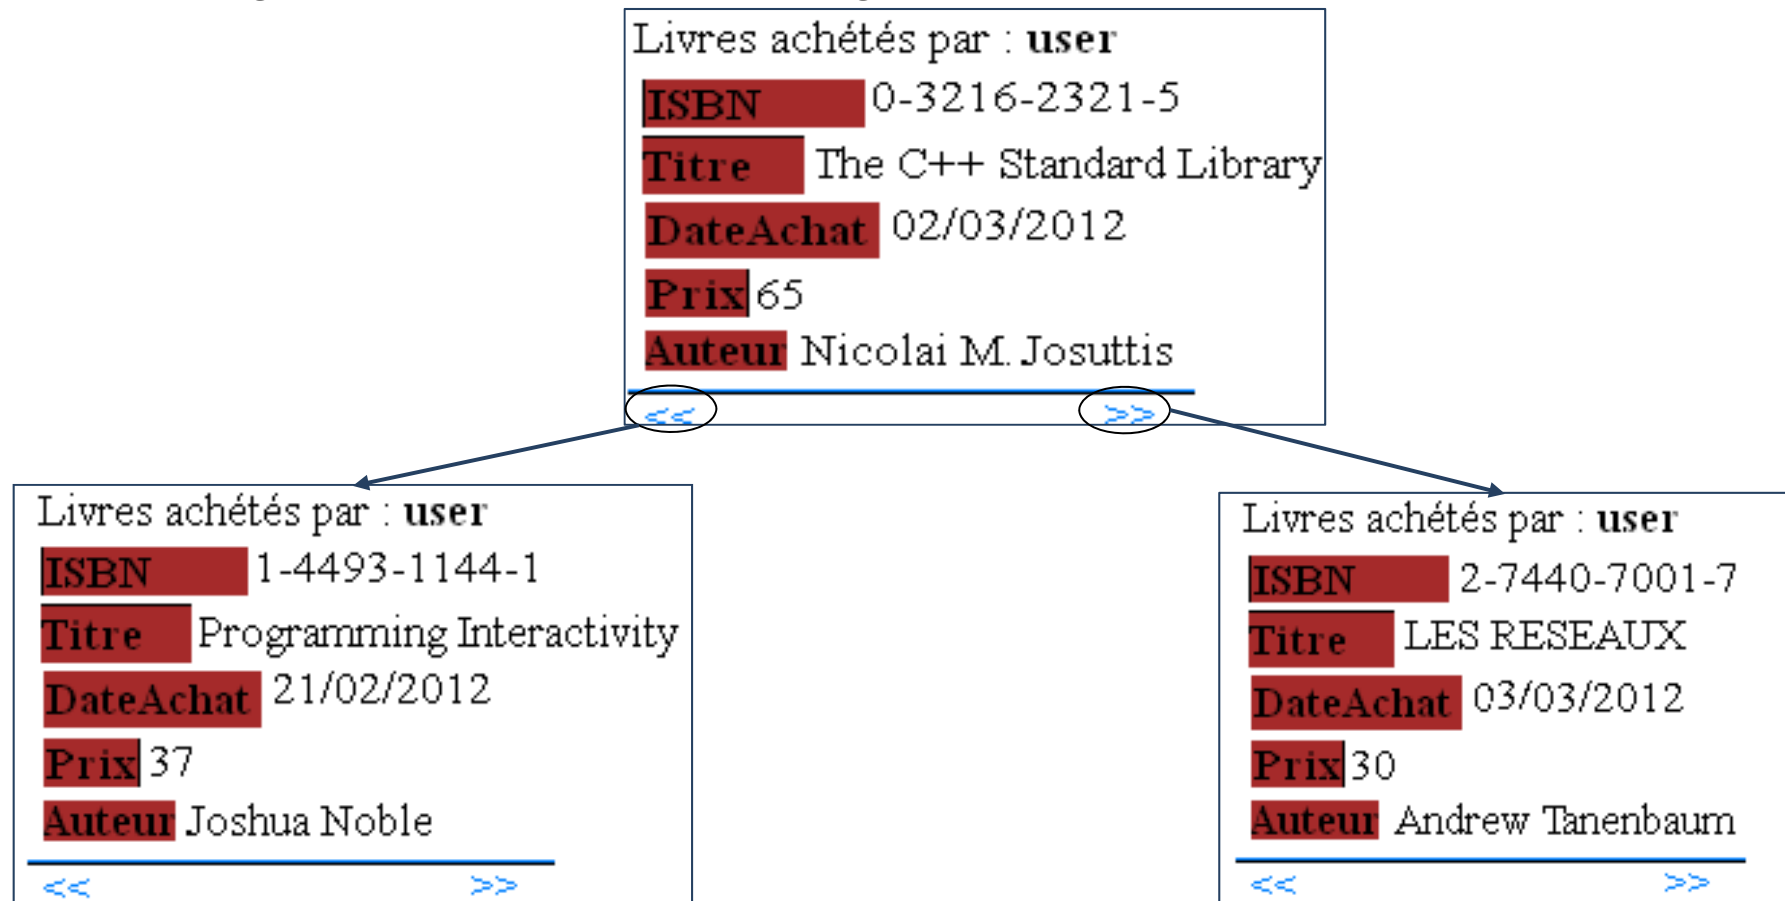 Livres achétés par : user
ISBN 0-3216-2321-5
Titre The C++ Standard Library
DateAchat 02/03/2012
Prix 65
Auteur Nicolai M. Josuttis
<< >>
Livres achétés par : user
ISBN 1-4493-1144-1
Titre Programming Interactivity
DateAchat 21/02/2012
Prix 37
Auteur Joshua Noble
<< >>
Livres achétés par : user
ISBN 2-7440-7001-7
Titre LES RESEAUX
DateAchat 03/03/2012
Prix 30
Auteur Andrew Tanenbaum
<< >>